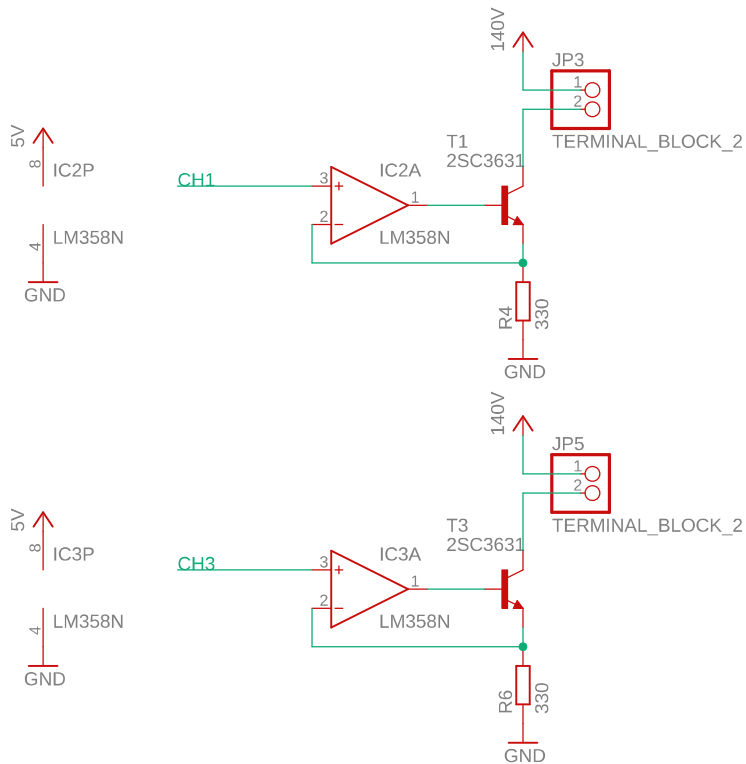 140V
JP3
1
2
TERMINAL_BLOCK_2
5V
8
IC2P
4
LM358N
GND
CH1
3
+
2
−
1
IC2A
LM358N
T1
2SC3631
R4
330
GND
140V
JP5
1
2
TERMINAL_BLOCK_2
5V
8
IC3P
4
LM358N
GND
CH3
3
+
2
−
1
IC3A
LM358N
T3
2SC3631
R6
330
GND